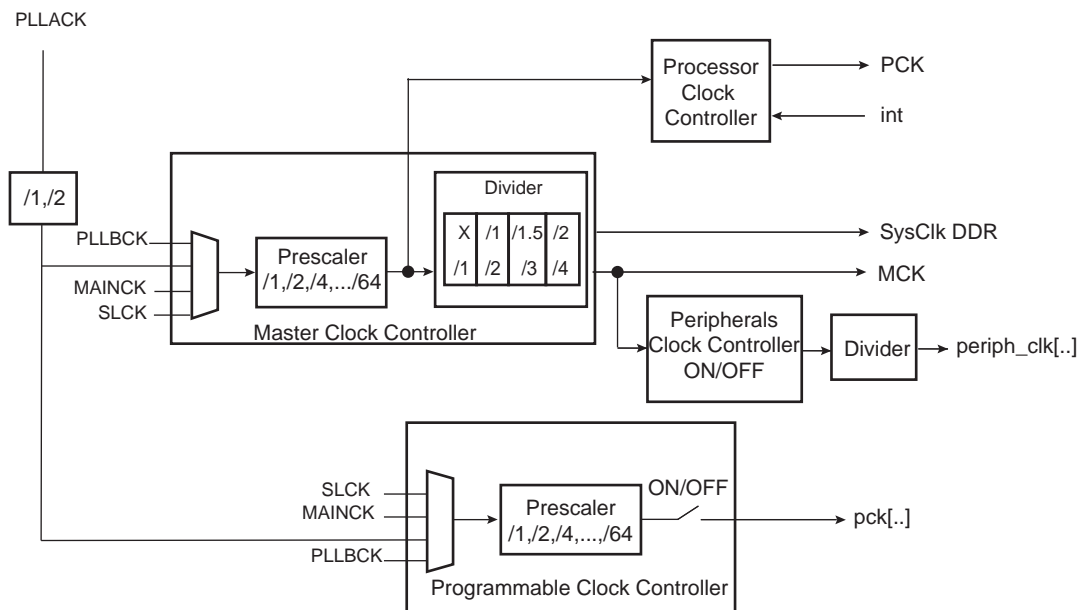 PLLACK
Processor
Clock
Controller
PCK
int
/1,/2
Divider
X /1 /1.5 /2
/1 /2 /3 /4
SysClk DDR
MCK
PLLBCK
MAINCK
SLCK
Prescaler
/1,/2,/4,.../64
Master Clock Controller
Peripherals
Clock Controller
ON/OFF
Divider
periph_clk[..]
SLCK
MAINCK
PLLBCK
Prescaler
/1,/2,/4,...,/64
ON/OFF
pck[..]
Programmable Clock Controller